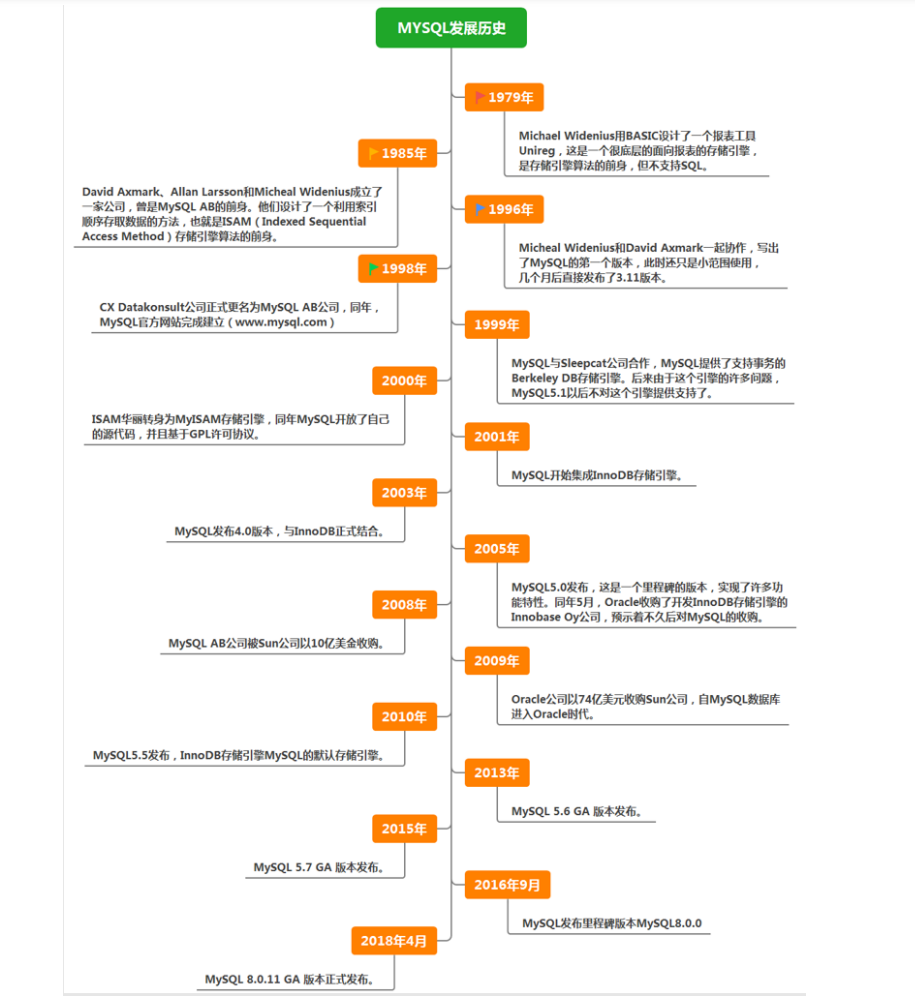 MYSQL发展历史
1979年
Michael Widenius用BASIC设计了一个报表工具
Unireg，这是一个很底层的面向报表的存储引擎，
是存储引擎算法的前身，但不支持SQL。
1985年
David Axmark、Allan Larsson和Micheal Widenius成立了
一家公司，曾是MySQL AB的前身。他们设计了一个利用索引
顺序存取数据的方法，也就是ISAM（Indexed Sequential
Access Method）存储引擎算法的前身。
1996年
Micheal Widenius和David Axmark一起协作，写出
了MySQL的第一个版本，此时还只是小范围使用，
几个月后直接发布了3.11版本。
1998年
CX Datakonsult公司正式更名为MySQL AB公司，同年，
MySQL官方网站完成建立（www.mysql.com）
1999年
MySQL与Sleepcat公司合作，MySQL提供了支持事务的
Berkeley DB存储引擎。后来由于这个引擎的许多问题，
MySQL5.1以后不对这个引擎提供支持了。
2000年
ISAM华丽转身为MyISAM存储引擎，同年MySQL开放了自己
的源代码，并且基于GPL许可协议。
2001年
MySQL开始集成InnoDB存储引擎。
2003年
MySQL发布4.0版本，与InnoDB正式结合。
2005年
MySQL5.0发布，这是一个里程碑的版本，实现了许多功
能特性。同年5月，Oracle收购了开发InnoDB存储引擎的
Innobase Oy公司，预示着不久后对MySQL的收购。
2008年
MySQL AB公司被Sun公司以10亿美金收购。
2009年
Oracle公司以74亿美元收购Sun公司，自MySQL数据库
进入Oracle时代。
2010年
MySQL5.5发布，InnoDB存储引擎MySQL的默认存储引擎。
2013年
MySQL 5.6 GA 版本发布。
2015年
MySQL 5.7 GA 版本发布。
2016年9月
MySQL发布里程碑版本MySQL8.0.0
2018年4月
MySQL 8.0.11 GA 版本正式发布。